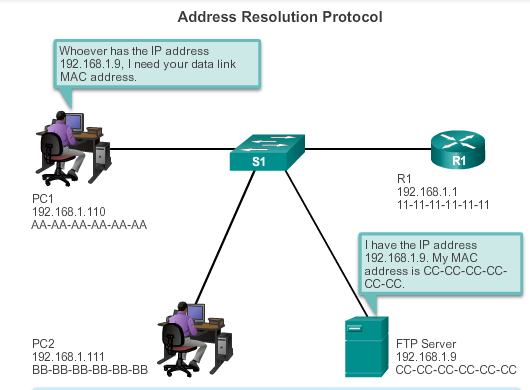 Address Resolution Protocol
Whoever has the IP address
192.168.1.9, I need your data link
MAC address.
S1
R1
R1
192.168.1.1
11-11-11-11-11-11
PC1
192.168.1.110
AA-AA-AA-AA-AA-AA
I have the IP address
192.168.1.9. My MAC
address is CC-CC-CC-CC-
CC-CC.
PC2
192.168.1.111
BB-BB-BB-BB-BB-BB
FTP Server
192.168.1.9
CC-CC-CC-CC-CC-CC